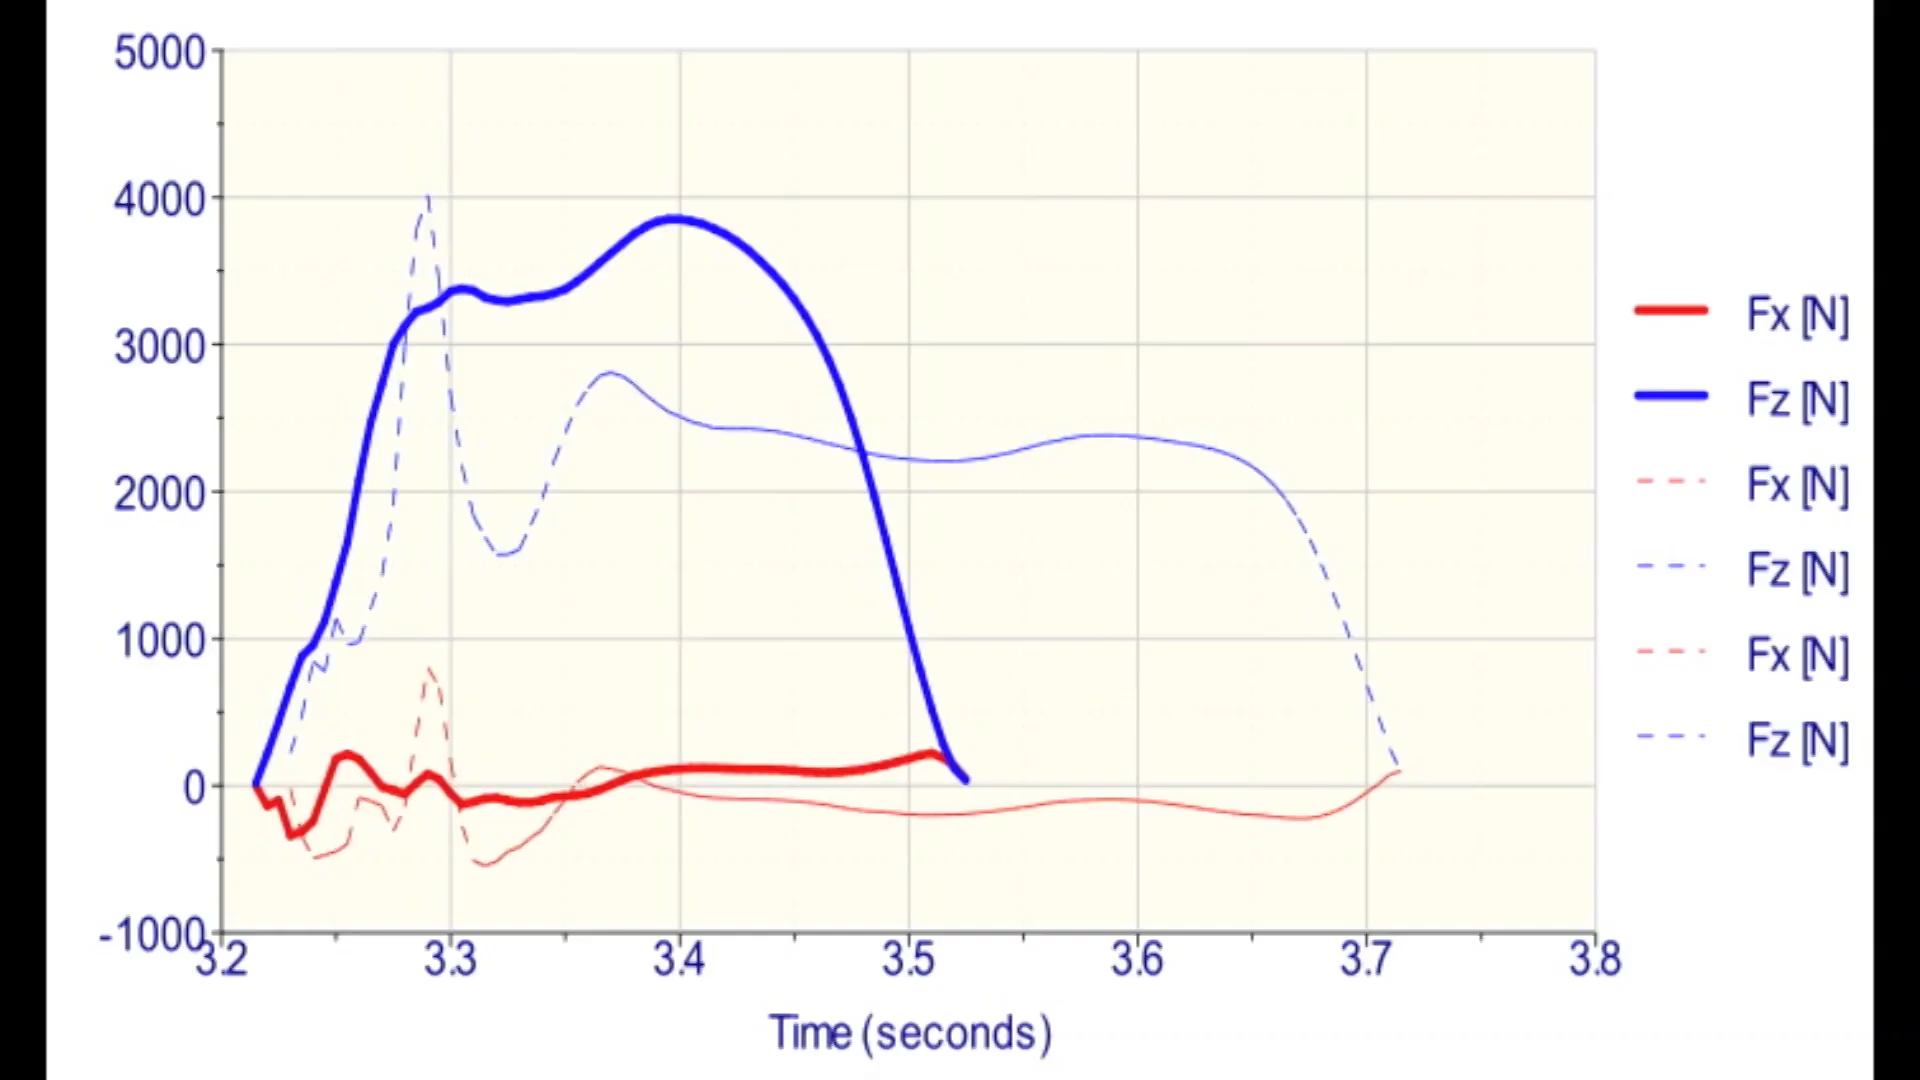 5000
4000
3000
2000
1000
0
-1000
3.2 3.3 3.4 3.5 3.6 3.7 3.8
Time (seconds)
Fx [N]
Fz [N]
Fx [N]
Fz [N]
Fx [N]
Fz [N]